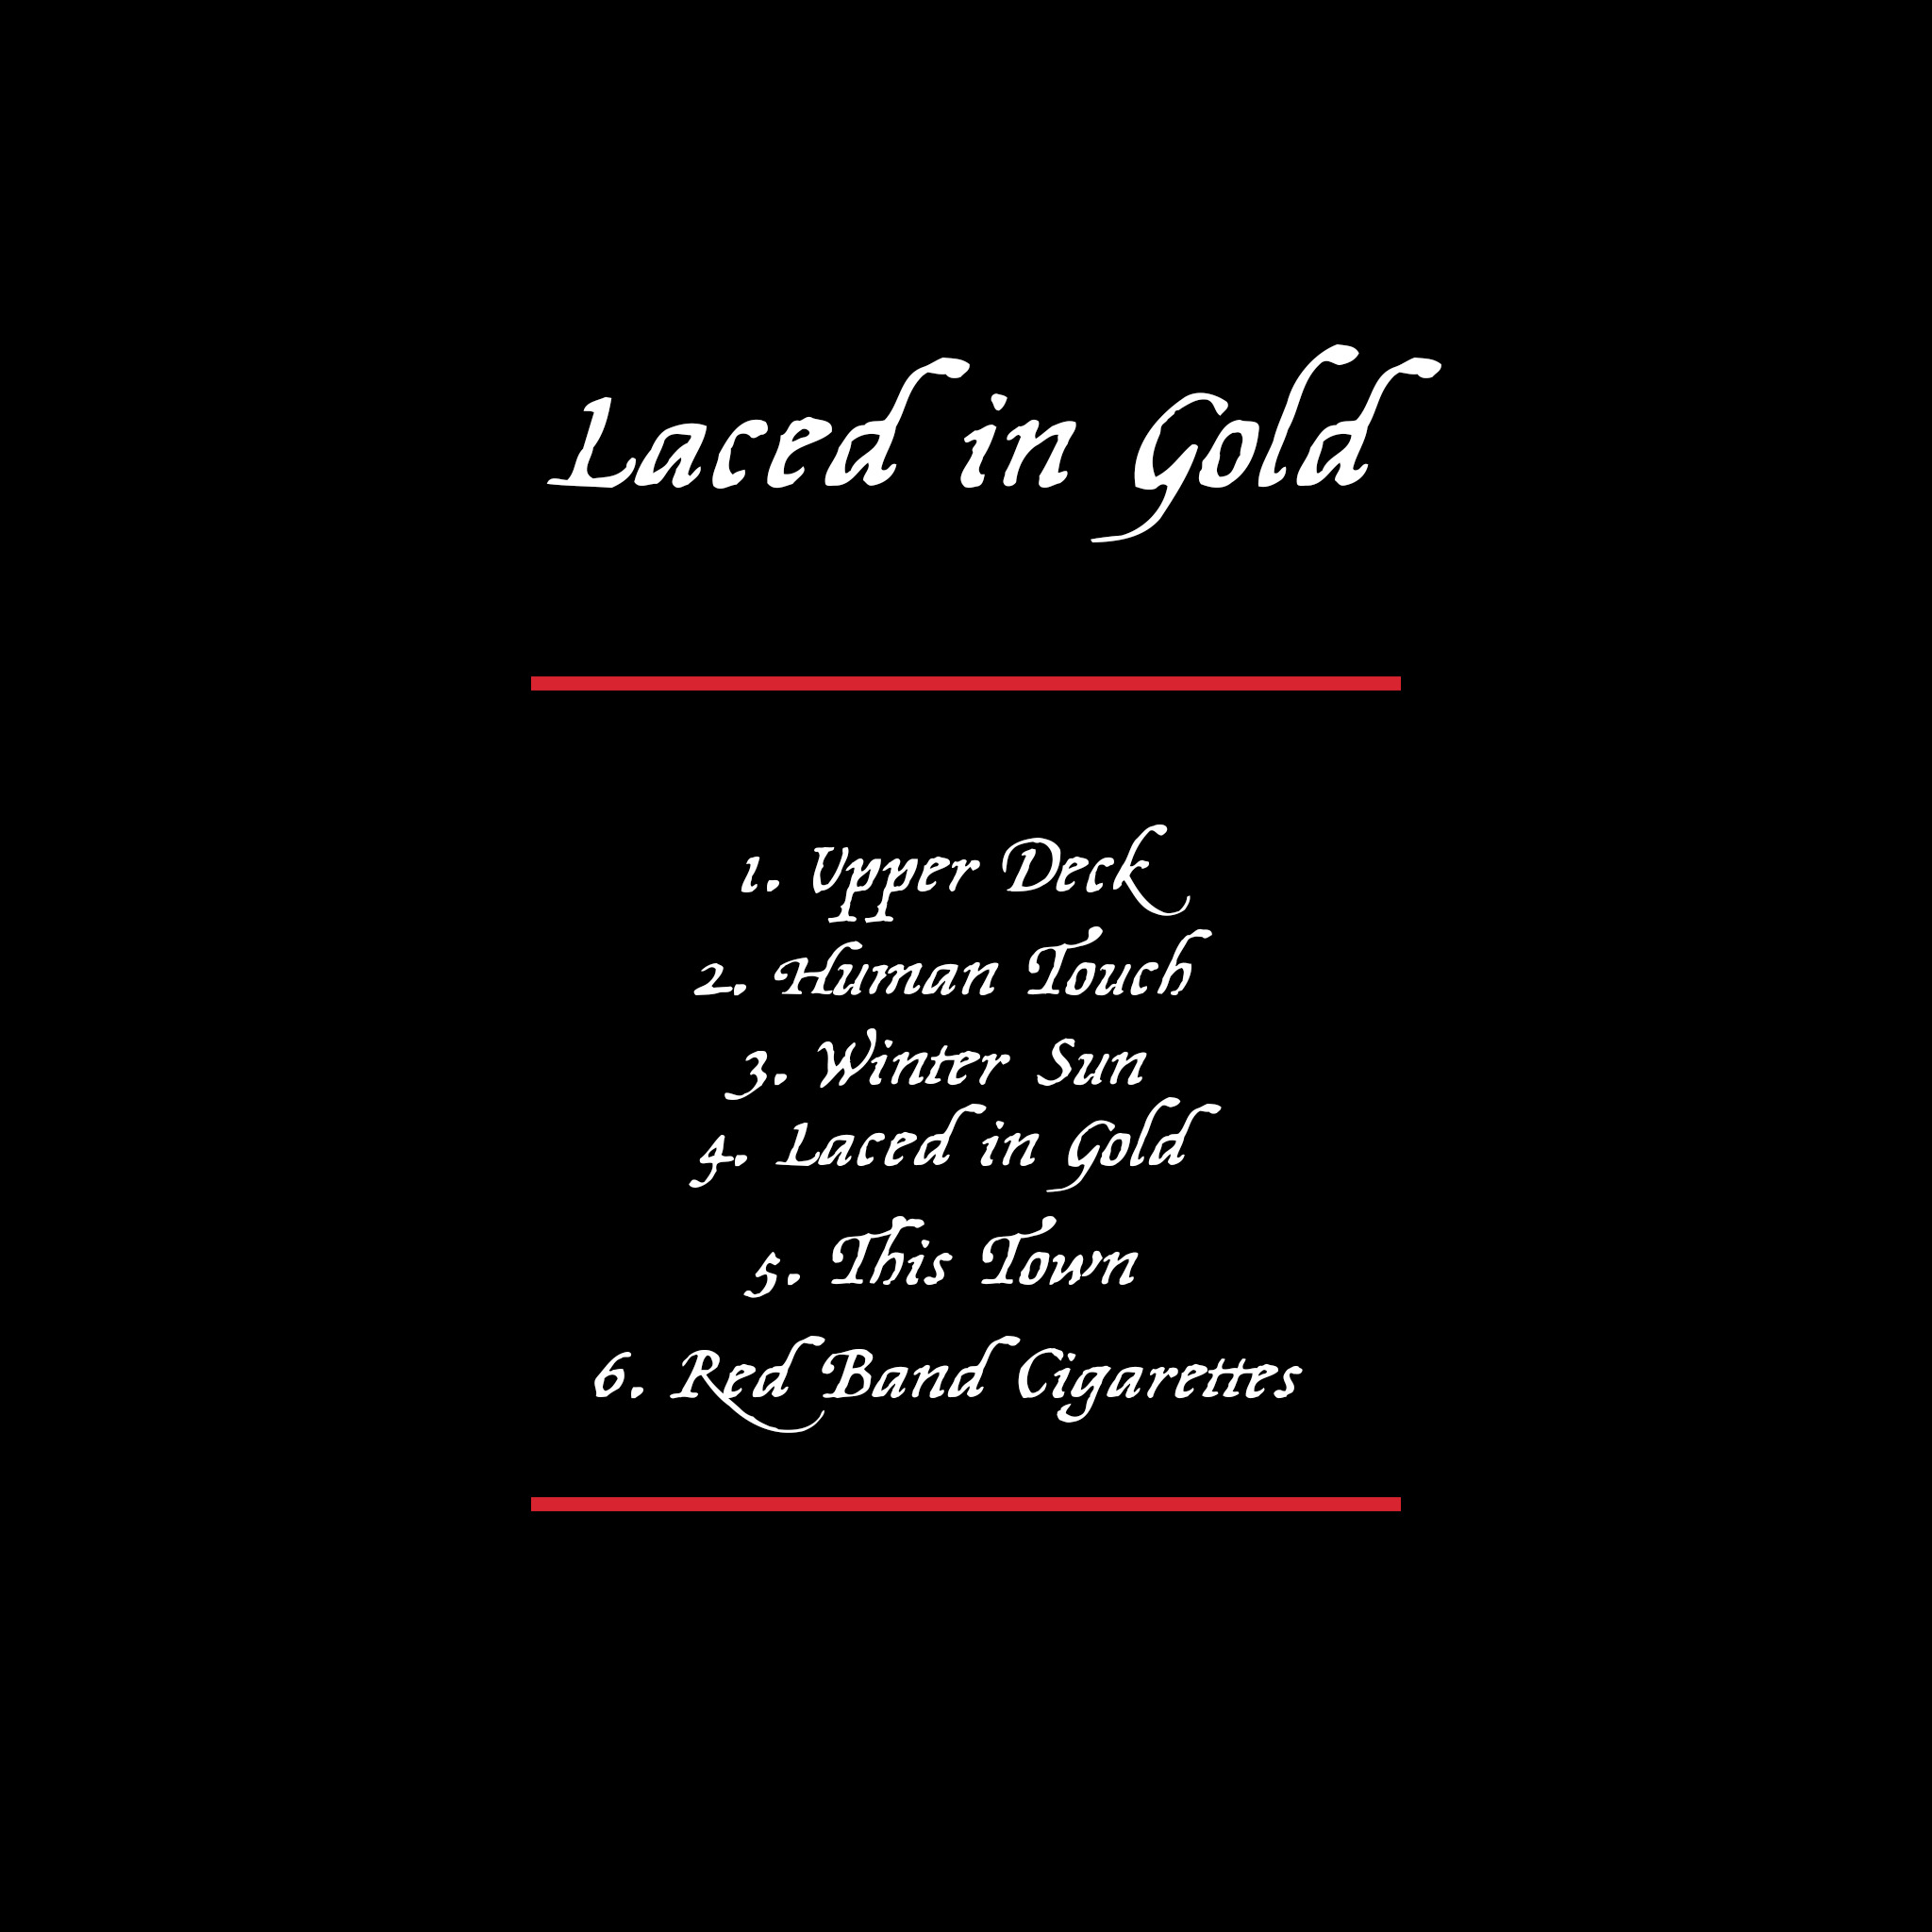 Laced in Gold
1. Upper Deck
2. Human Touch
3. Winter Sun
4. Laced in Gold
5. This Town
6. Red Band Cigarettes